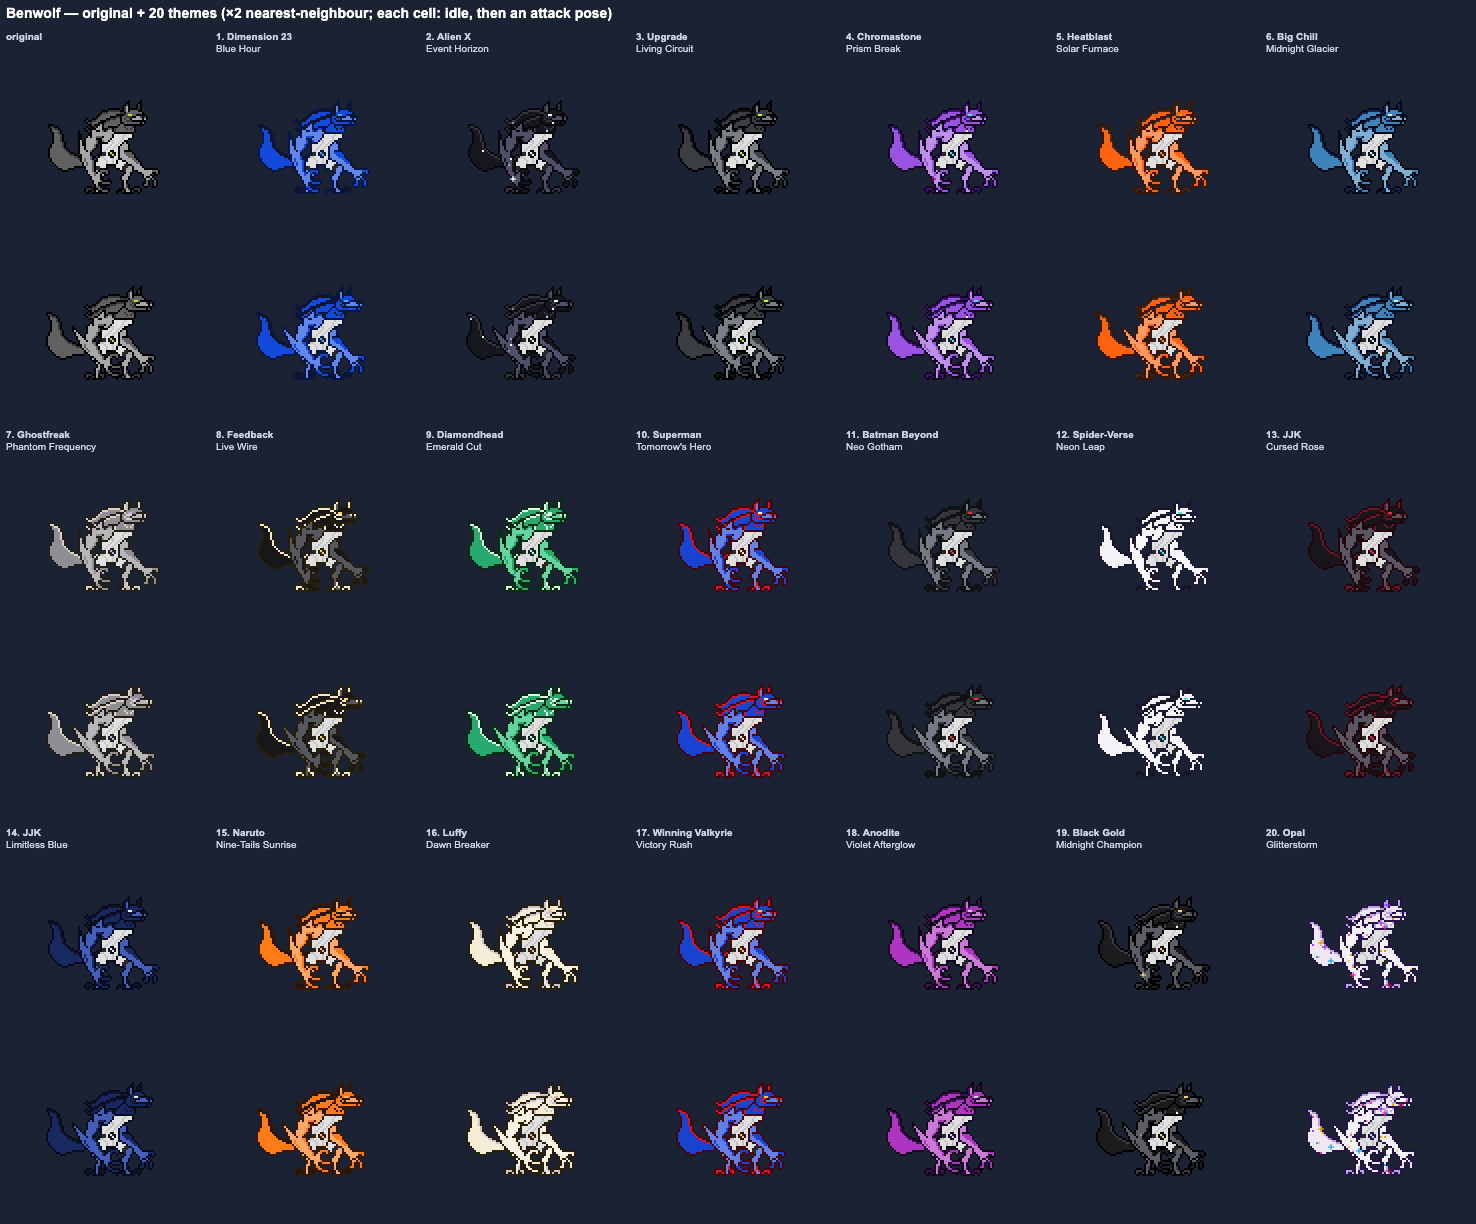 Benwolf — original + 20 themes (×2 nearest-neighbour; each cell: idle, then an attack pose)
original
1. Dimension 23
Blue Hour
2. Alien X
Event Horizon
3. Upgrade
Living Circuit
4. Chromastone
Prism Break
5. Heatblast
Solar Furnace
6. Big Chill
Midnight Glacier
7. Ghostfreak
Phantom Frequency
8. Feedback
Live Wire
9. Diamondhead
Emerald Cut
10. Superman
Tomorrow's Hero
11. Batman Beyond
Neo Gotham
12. Spider-Verse
Neon Leap
13. JJK
Cursed Rose
14. JJK
Limitless Blue
15. Naruto
Nine-Tails Sunrise
16. Luffy
Dawn Breaker
17. Winning Valkyrie
Victory Rush
18. Anodite
Violet Afterglow
19. Black Gold
Midnight Champion
20. Opal
Glitterstorm